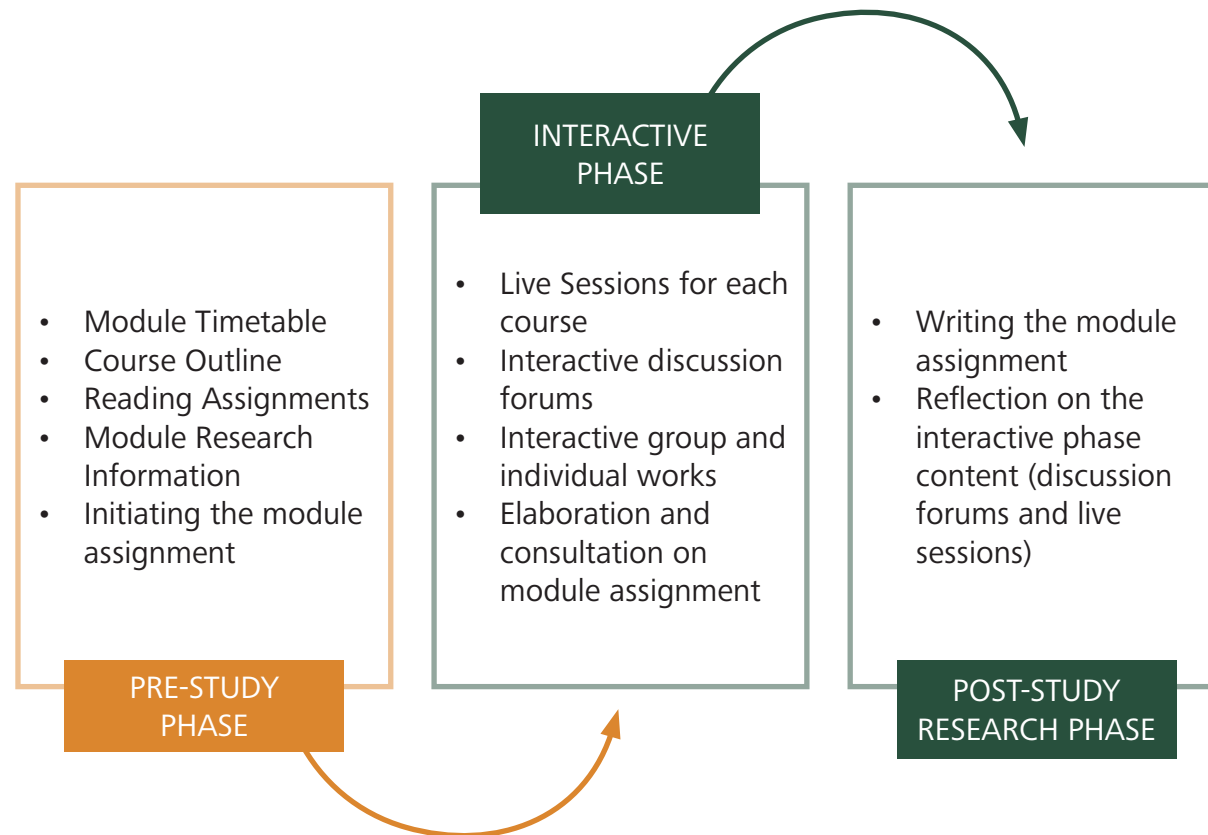 • Module Timetable
• Course Outline
• Reading Assignments
• Module Research
Information
• Initiating the module
assignment
PRE-STUDY
PHASE
INTERACTIVE
PHASE
• Live Sessions for each
course
• Interactive discussion
forums
• Interactive group and
individual works
• Elaboration and
consultation on
module assignment
• Writing the module
assignment
• Reflection on the
interactive phase
content (discussion
forums and live
sessions)
POST-STUDY
RESEARCH PHASE